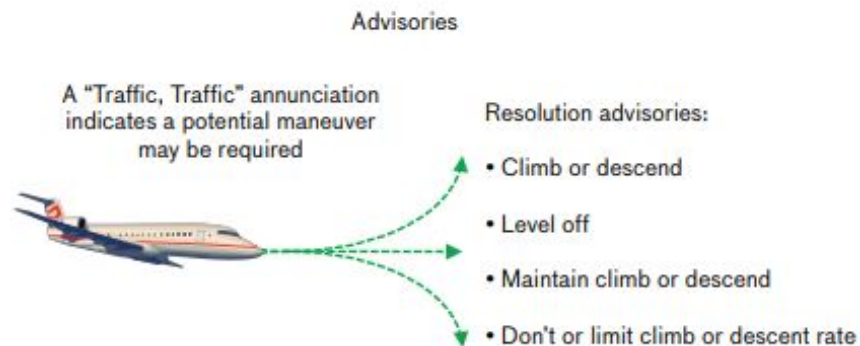 Advisories
A “Traffic, Traffic” annunciation
indicates a potential maneuver
may be required
Resolution advisories:
• Climb or descend
• Level off
• Maintain climb or descend
• Don't or limit climb or descent rate